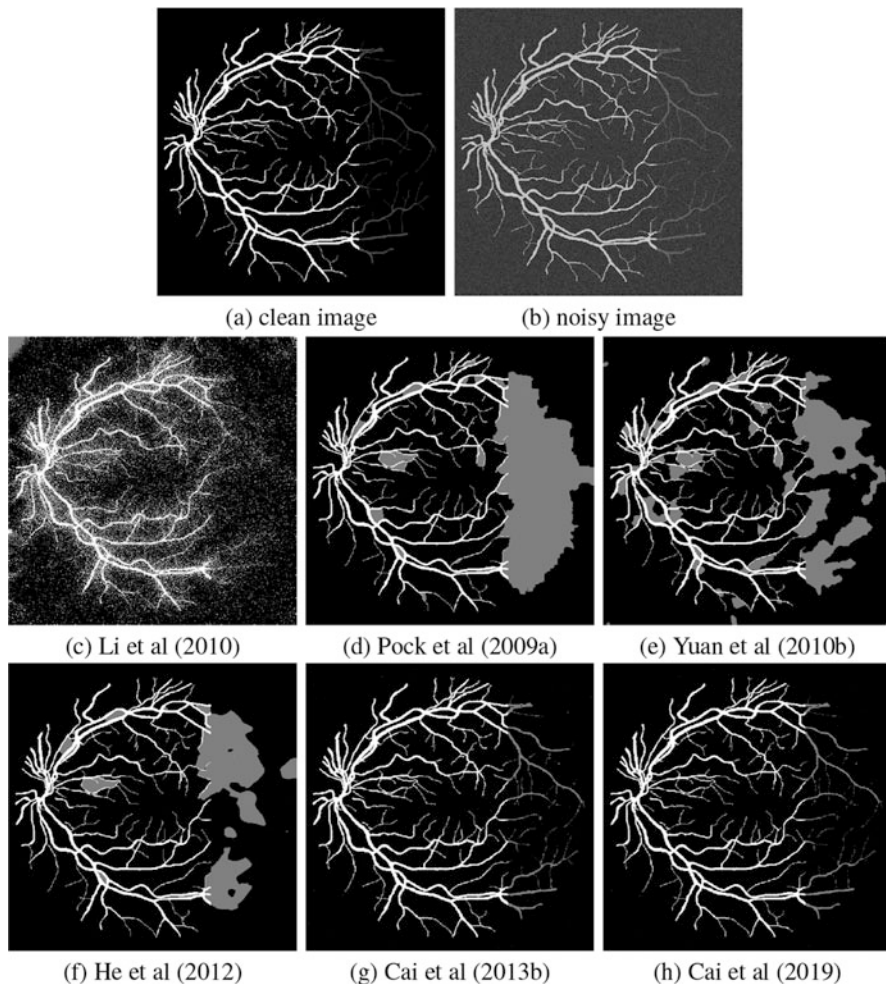 (a) clean image
(b) noisy image
(c) Li et al (2010)
(d) Pock et al (2009a)
(e) Yuan et al (2010b)
(f) He et al (2012)
(g) Cai et al (2013b)
(h) Cai et al (2019)